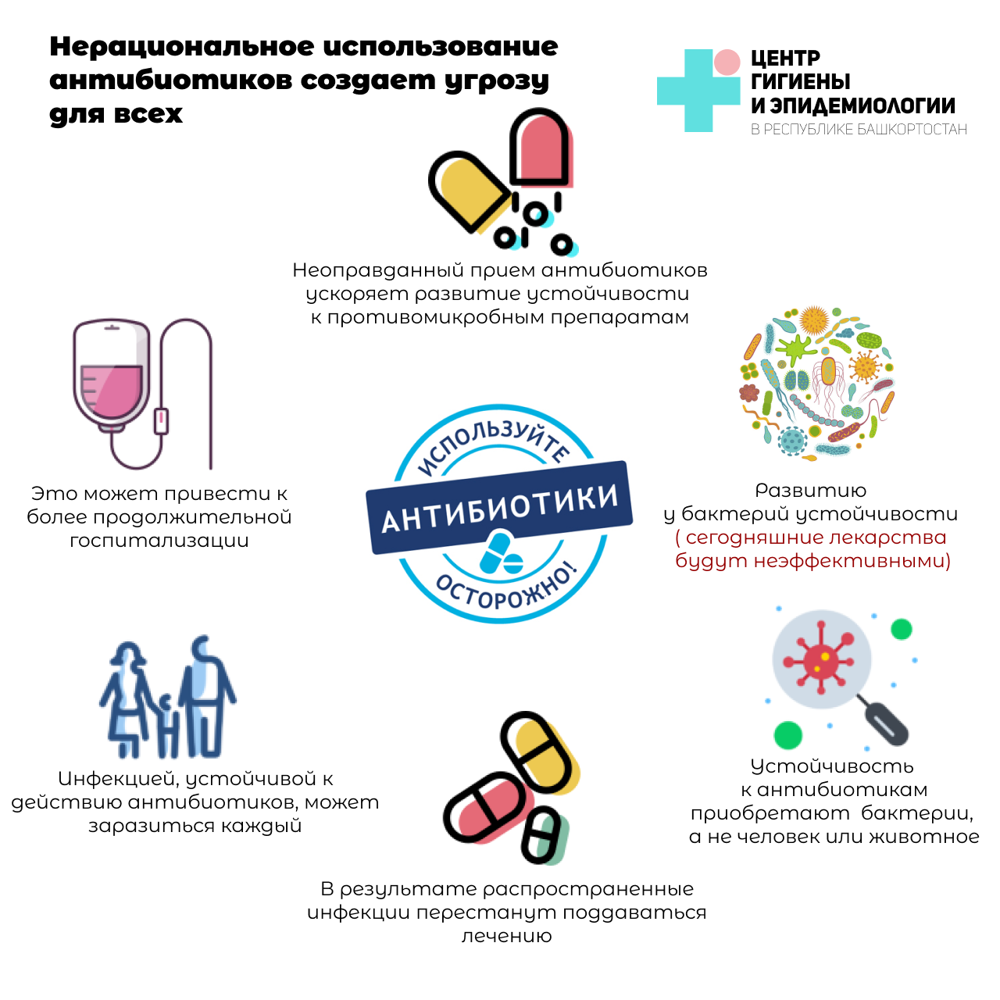 Нерациональное использование
антибиотиков создает угрозу
для всех
ЦЕНТР
ГИГИЕНЫ
И ЭПИДЕМИОЛОГИИ
В РЕСПУБЛИКЕ БАШКОРТОСТАН
Неоправданный прием антибиотиков
ускоряет развитие устойчивости
к противомикробным препаратам
Это может привести к
более продолжительной
госпитализации
ИСПОЛЬЗУЙТЕ
АНТИБИОТИКИ
ОСТОРОЖНО!
Развитию
у бактерий устойчивости
( сегодняшние лекарства
будут неэффективными)
Инфекцией, устойчивой к
действию антибиотиков, может
заразиться каждый
Устойчивость
к антибиотикам
приобретают  бактерии,
а не человек или животное
В результате распространенные
инфекции перестанут поддаваться
лечению